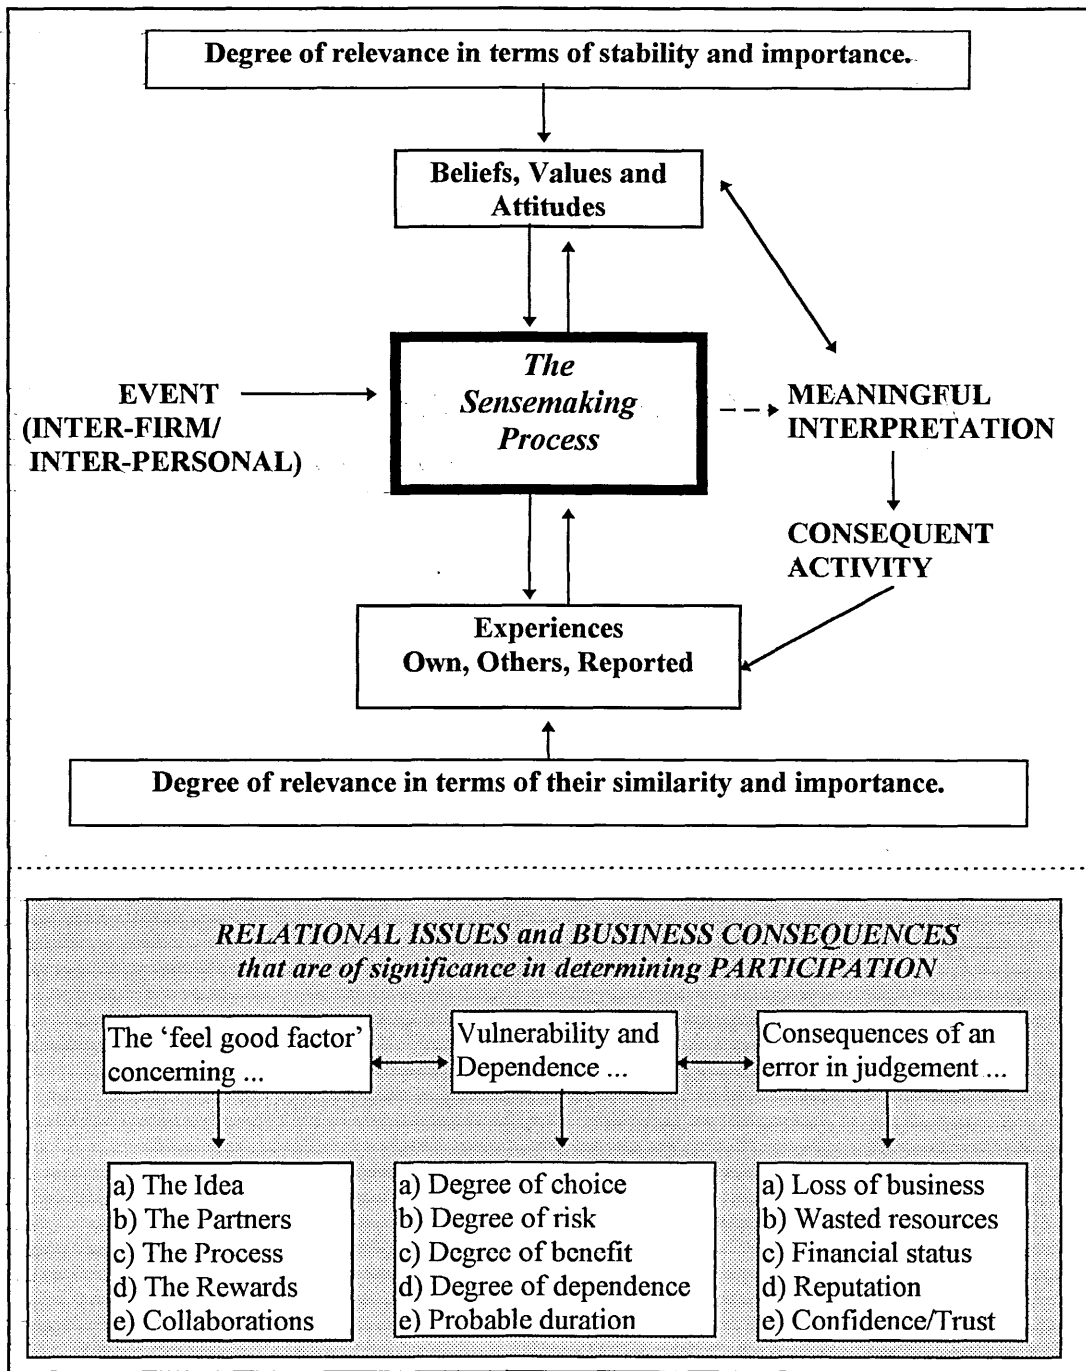 Degree of relevance in terms of stability and importance.
Beliefs, Values and
Attitudes
The
Sensemaking
Process
EVENT
(INTER-FIRM/
INTER-PERSONAL)
MEANINGFUL
INTERPRETATION
CONSEQUENT
ACTIVITY
Experiences
Own, Others, Reported
Degree of relevance in terms of their similarity and importance.
RELATIONAL ISSUES and BUSINESS CONSEQUENCES
that are of significance in determining PARTICIPATION
The ‘feel good factor’
concerning ...
Vulnerability and
Dependence ...
Consequences of an
error in judgement ...
a) The Idea
b) The Partners
c) The Process
d) The Rewards
e) Collaborations
a) Degree of choice
b) Degree of risk
c) Degree of benefit
d) Degree of dependence
e) Probable duration
a) Loss of business
b) Wasted resources
c) Financial status
d) Reputation
e) Confidence/Trust